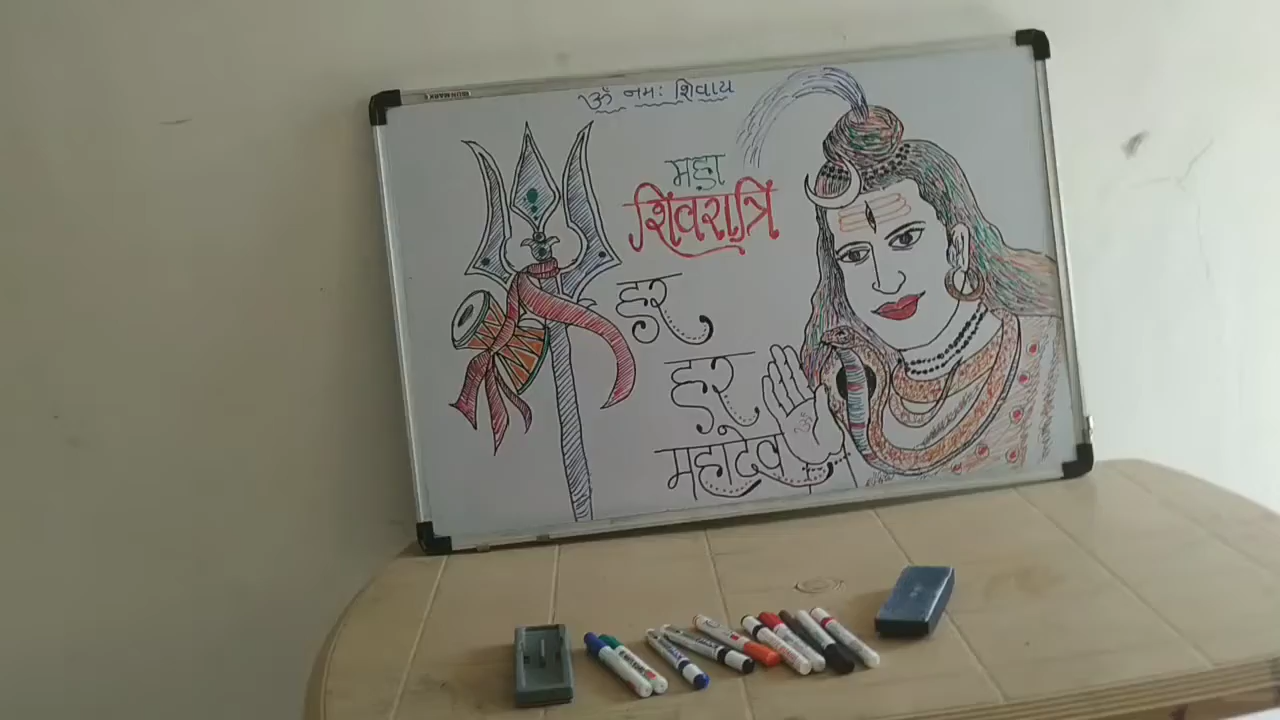 ॐ नमः शिवाय
महा
शिवरात्रि
हर
हर
महादेव
ॐ